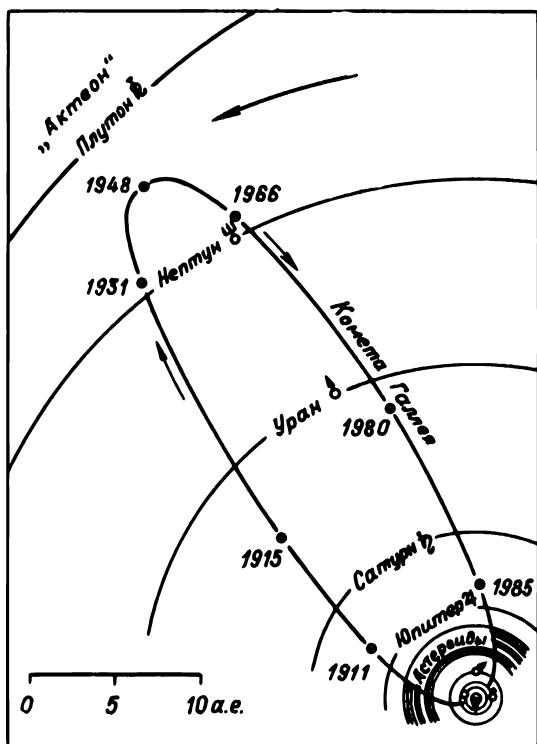 „Актеон“
Плутон
1948
1966
Нептун
1931
Комета
Галлея
Уран
1980
1915
Сатурн
1985
Юпитер
Астероиды
1911
0 5 10 а.е.